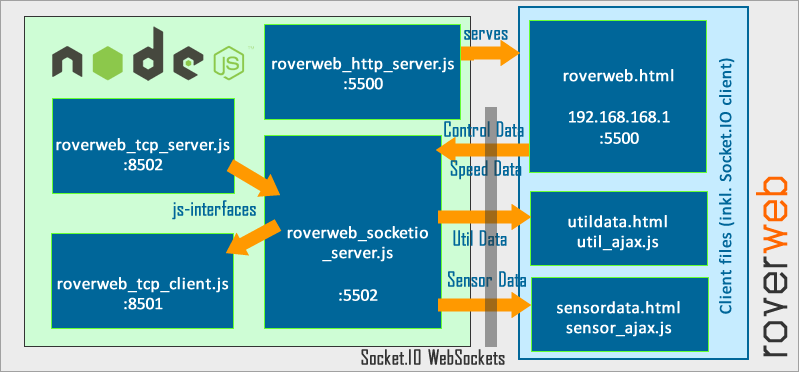 node
JS
™
roverweb_http_server.js
:5500
serves
roverweb.html
192.168.168.1
:5500
roverweb_tcp_server.js
:8502
js-interfaces
roverweb_socketio
_server.js
:5502
roverweb_tcp_client.js
:8501
Control Data
Speed Data
Util Data
Sensor Data
utildata.html
util_ajax.js
sensordata.html
sensor_ajax.js
Socket.IO WebSockets
Client files (inkl. Socket.IO client)
roverweb